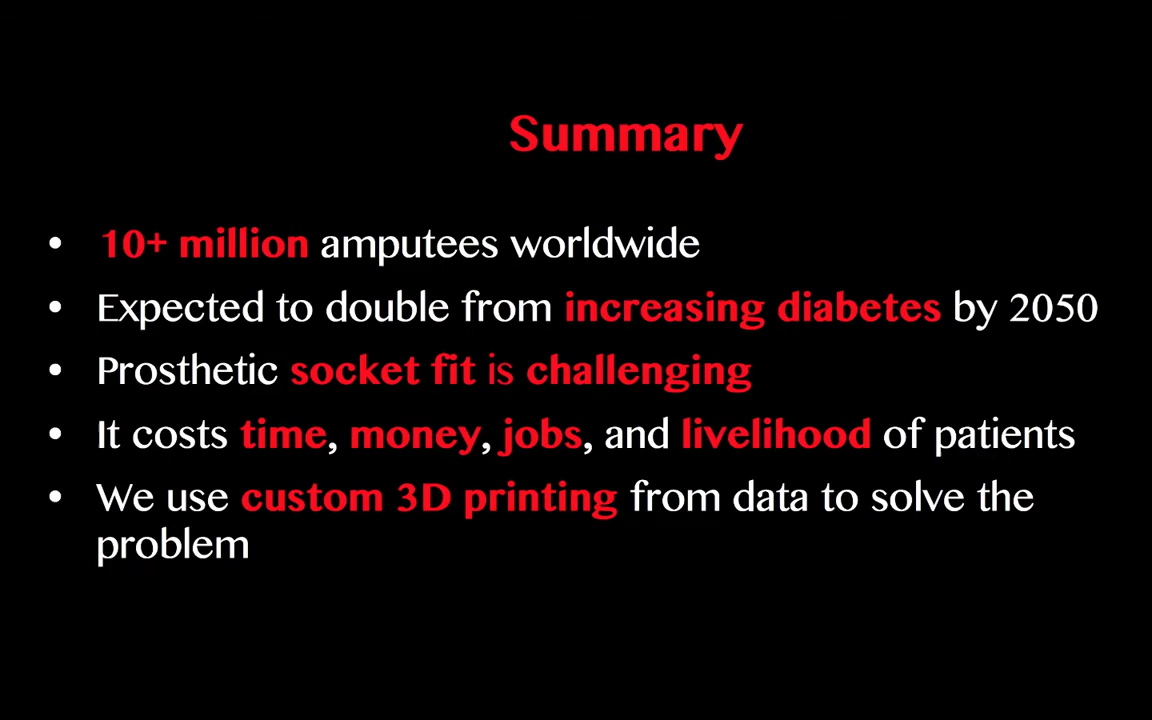 Summary
• 10+ million amputees worldwide
• Expected to double from increasing diabetes by 2050
• Prosthetic socket fit is challenging
• It costs time, money, jobs, and livelihood of patients
• We use custom 3D printing from data to solve the
problem